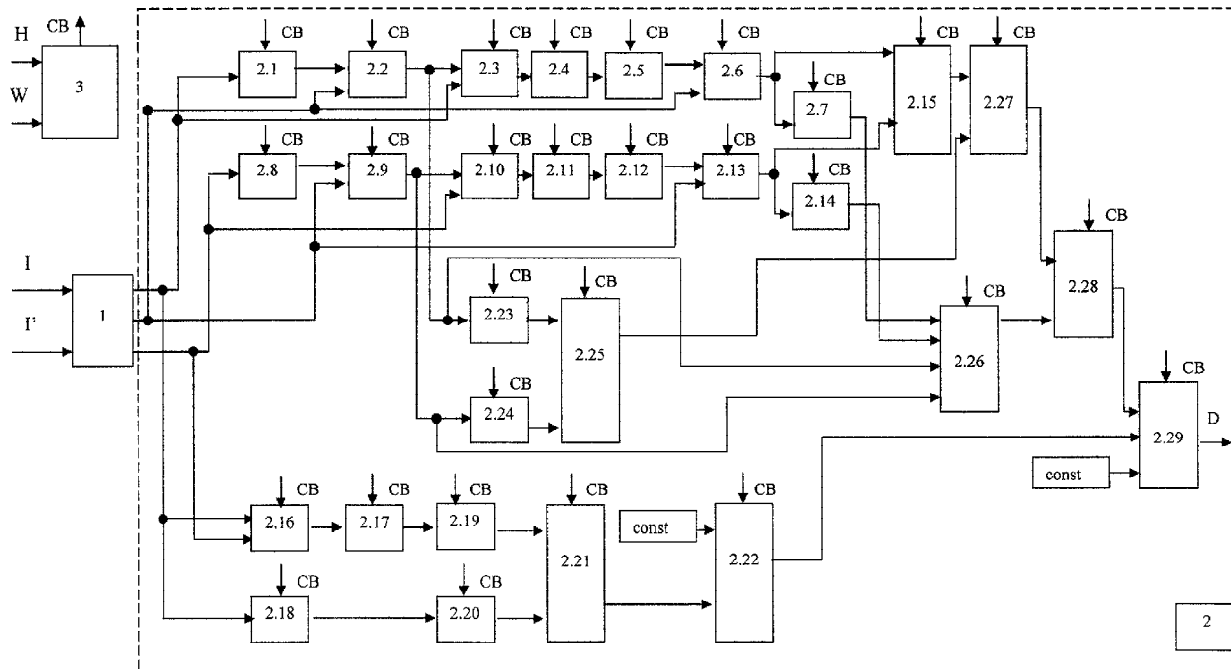 CB CB CB CB CB CB CB CB CB
H
3 2.1 2.2 2.3 2.4 2.5 2.6 2.15 2.27
W
CB
2.7
CB CB CB CB CB CB
2.8 2.9 2.10 2.11 2.12 2.13
CB
2.14
CB
I
1
I'
CB CB CB
2.28
2.23
2.25 2.26
CB CB
2.24
D
2.29
const
CB CB CB CB CB
2.16 2.17 2.19
const
2.21 2.22
CB CB
2.18 2.20
2